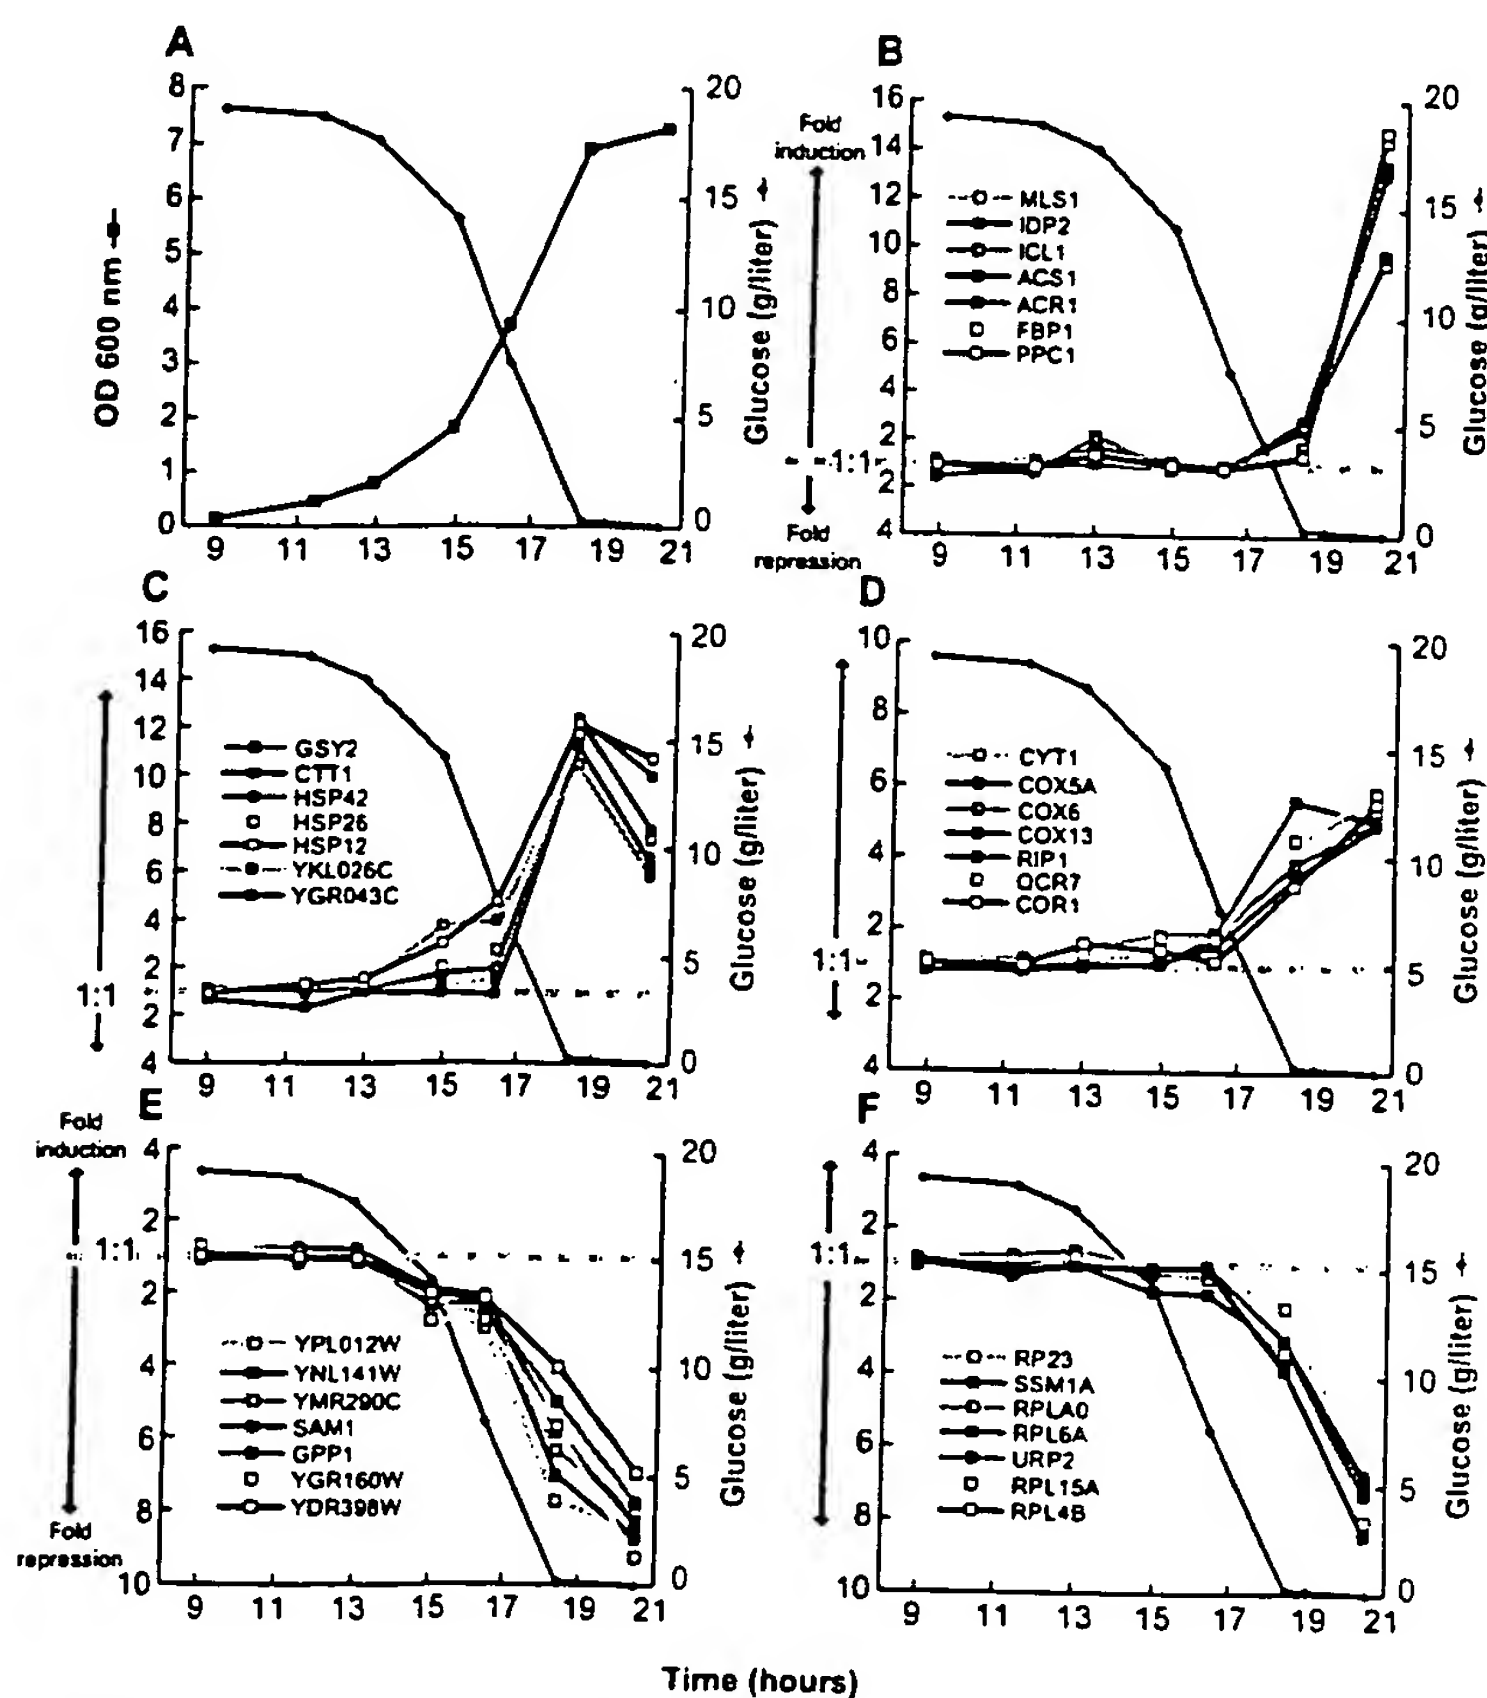 A
8
7
6
5
4
3
2
1
0
OD 600 nm
20
15
10
5
0
Glucose (g/liter)
9 11 13 15 17 19 21
B
Fold
induction
16
14
12
10
8
6
4
2
1:1
2
4
Fold
repression
MLS1
IDP2
ICL1
ACS1
ACR1
FBP1
PPC1
20
15
10
5
0
Glucose (g/liter)
9 11 13 15 17 19 21
C
16
14
12
10
8
6
4
2
1:1
2
4
GSY2
CTT1
HSP42
HSP26
HSP12
YKL026C
YGR043C
20
15
10
5
0
Glucose (g/liter)
9 11 13 15 17 19 21
D
10
8
6
4
2
1:1
2
4
CYT1
COX5A
COX6
COX13
RIP1
QCR7
COR1
20
15
10
5
0
Glucose (g/liter)
9 11 13 15 17 19 21
E
Fold
induction
4
2
1:1
2
4
6
8
10
Fold
repression
YPL012W
YNL141W
YMR290C
SAM1
GPP1
YGR160W
YDR398W
20
15
10
5
0
Glucose (g/liter)
9 11 13 15 17 19 21
F
4
2
1:1
2
4
6
8
10
RP23
SSM1A
RPLA0
RPL6A
URP2
RPL15A
RPL4B
20
15
10
5
0
Glucose (g/liter)
9 11 13 15 17 19 21
Time (hours)